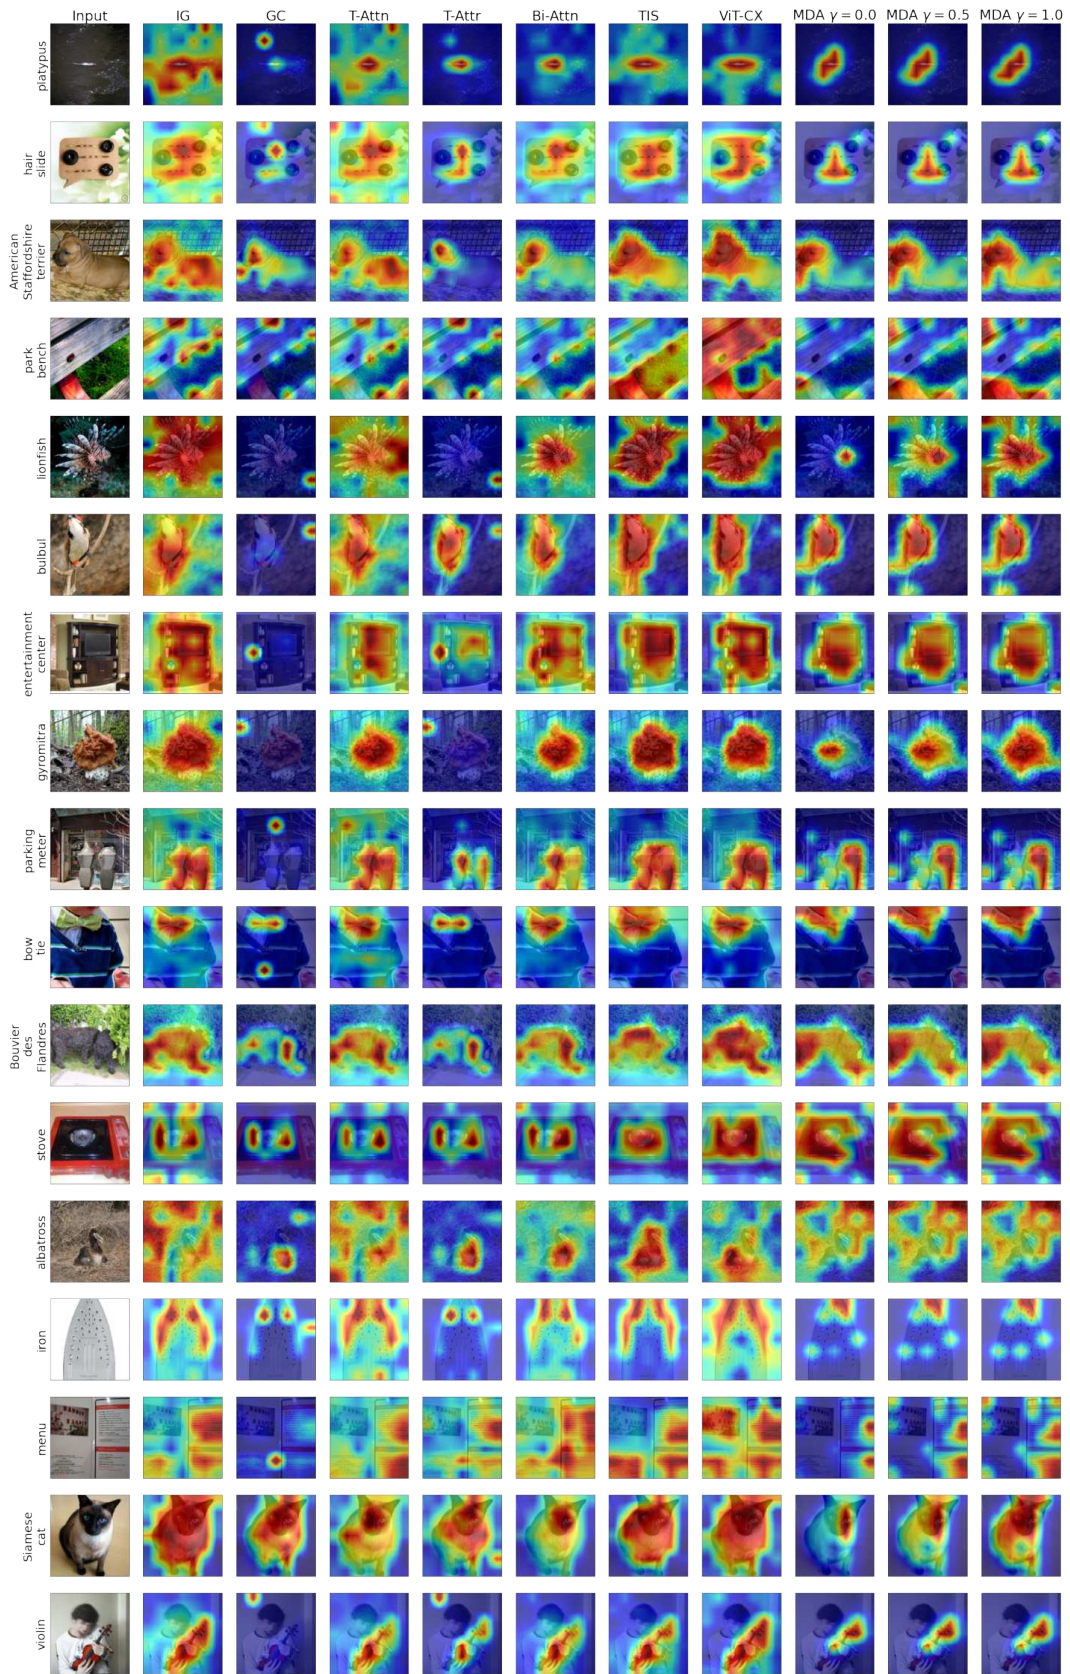 Input IG GC T-Attn T-Attr Bi-Attn TIS ViT-CX MDA γ = 0.0 MDA γ = 0.5 MDA γ = 1.0
platypus
hair
slide
American
Staffordshire
terrier
park
bench
lionfish
bulbul
entertainment
center
gyromitra
parking
meter
bow
tie
Bouvier
des
Flandres
stove
albatross
iron
menu
Siamese
cat
violin